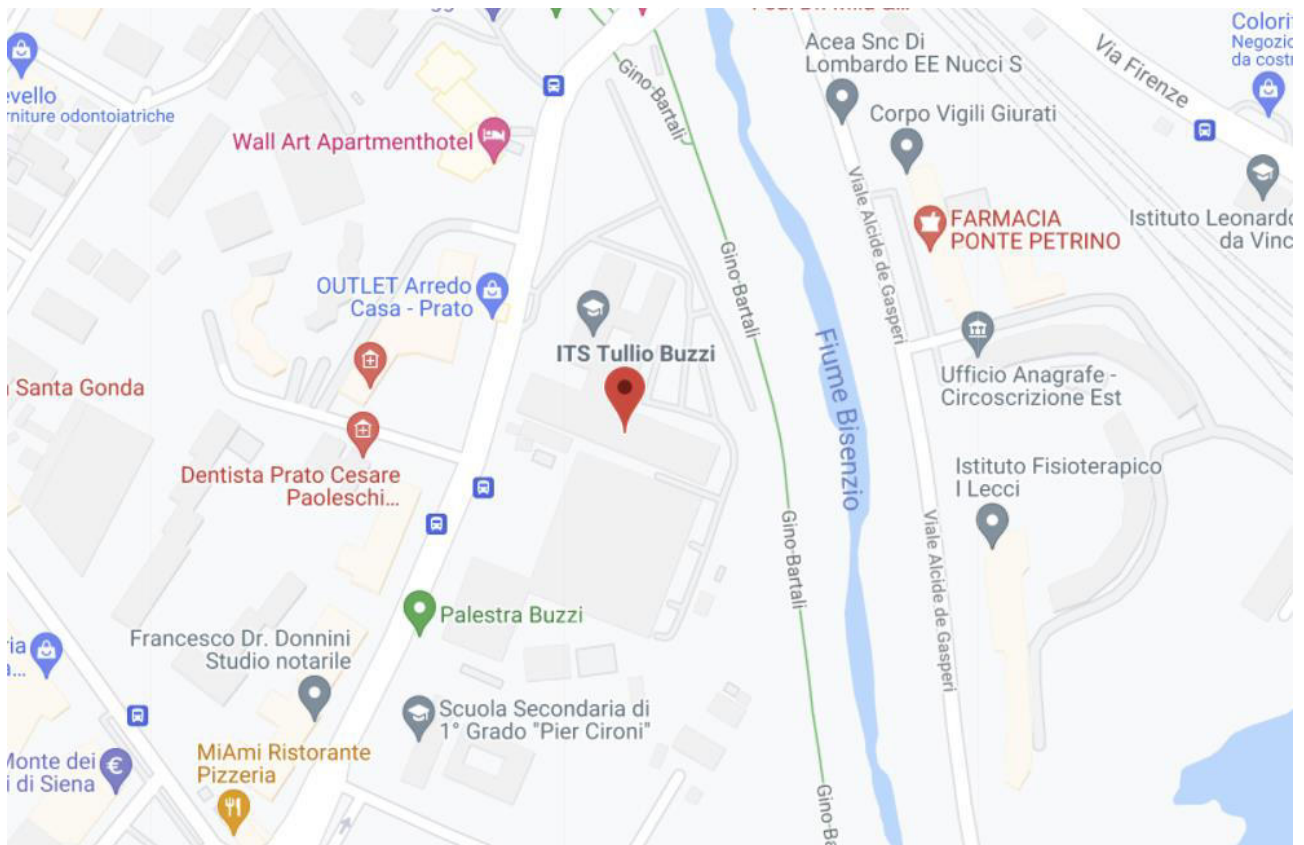 Gino-Bartali
Acea Snc Di
Lombardo EE Nucci S
Via Firenze
Negozio
da costr
evello
rniture odontoiatriche
Wall Art Apartmenthotel
Corpo Vigili Giurati
Viale Alcide de Gasperi
FARMACIA
PONTE PETRINO
Istituto Leonardo
da Vinc
Gino-Bartali
OUTLET Arredo
Casa - Prato
ITS Tullio Buzzi
Fiume Bisenzio
Ufficio Anagrafe -
Circoscrizione Est
Santa Gonda
Dentista Prato Cesare
Paoleschi...
Istituto Fisioterapico
I Lecci
Gino-Bartali
Viale Alcide de Gasperi
Palestra Buzzi
Francesco Dr. Donnini
Studio notarile
ria
a...
Scuola Secondaria di
1° Grado "Pier Cironi"
MiAmi Ristorante
Pizzeria
Monte dei
i di Siena
Gino-Ba